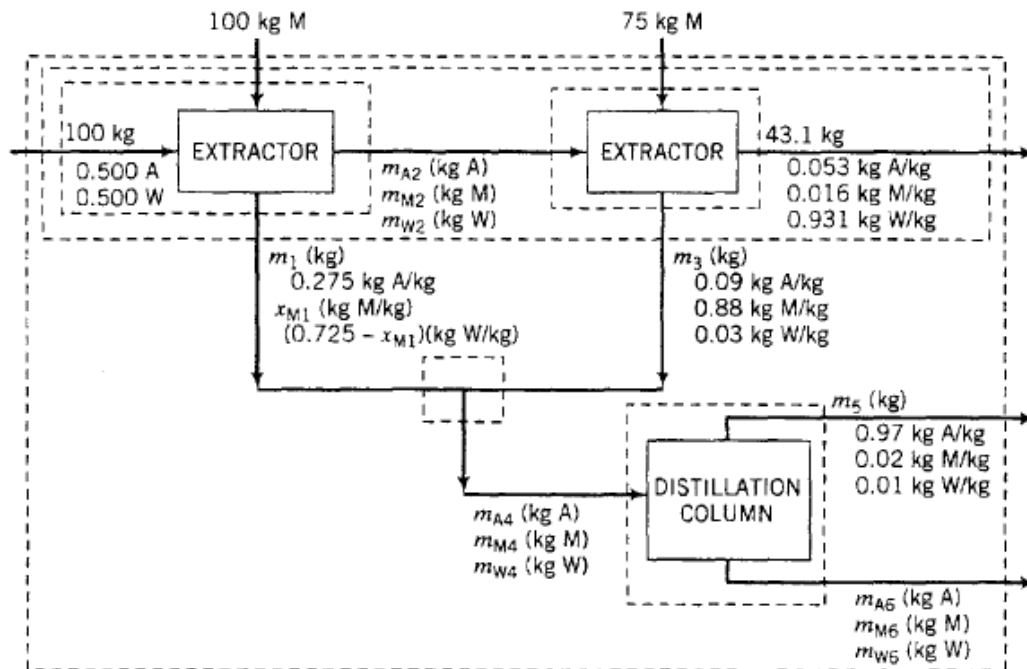 100 kg M
75 kg M
100 kg
0.500 A
0.500 W
EXTRACTOR
m_A2 (kg A)
m_M2 (kg M)
m_W2 (kg W)
EXTRACTOR
43.1 kg
0.053 kg A/kg
0.016 kg M/kg
0.931 kg W/kg
m_1 (kg)
0.275 kg A/kg
x_M1 (kg M/kg)
(0.725 – x_M1)(kg W/kg)
m_3 (kg)
0.09 kg A/kg
0.88 kg M/kg
0.03 kg W/kg
m_A4 (kg A)
m_M4 (kg M)
m_W4 (kg W)
DISTILLATION
COLUMN
m_5 (kg)
0.97 kg A/kg
0.02 kg M/kg
0.01 kg W/kg
m_A6 (kg A)
m_M6 (kg M)
m_W6 (kg W)